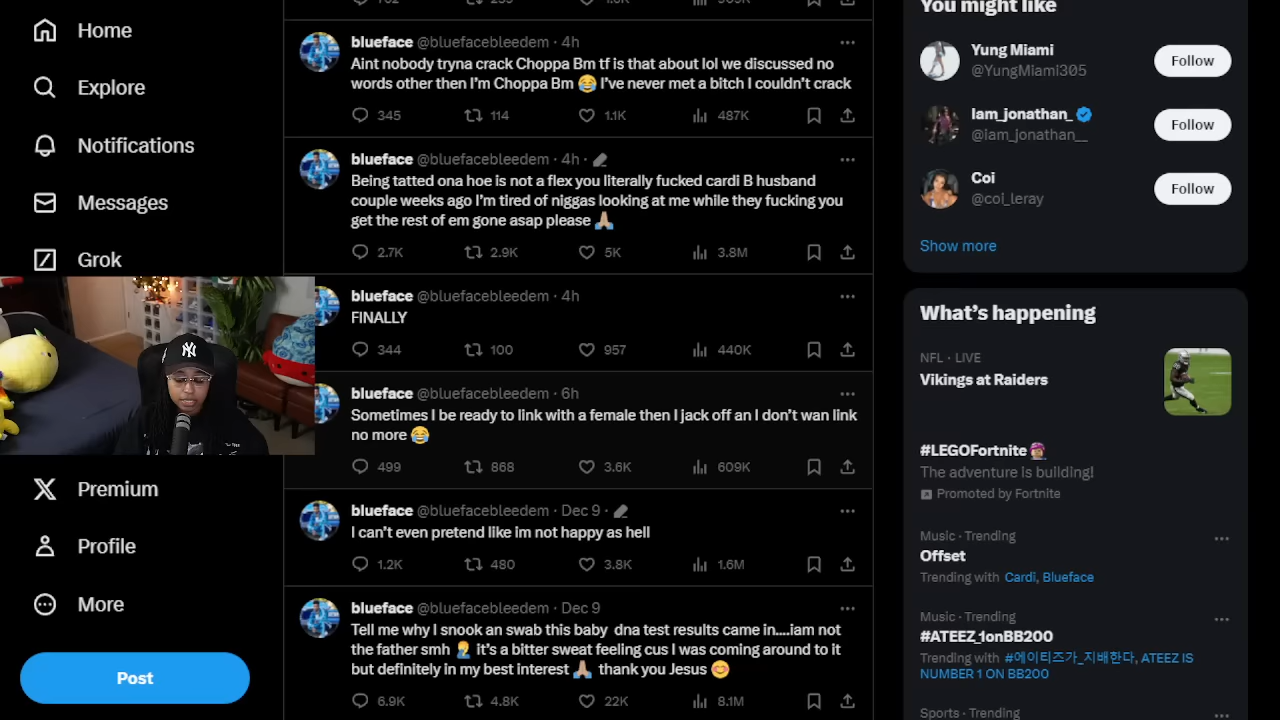 Home
Explore
Notifications
Messages
Grok
Premium
Profile
More
Post
blueface @bluefacebleedem · 4h
Aint nobody tryna crack Choppa Bm tf is that about lol we discussed no
words other then I'm Choppa Bm 😂 I've never met a bitch I couldn't crack
345 114 1.1K 487K
blueface @bluefacebleedem · 4h ·
Being tatted ona hoe is not a flex you literally fucked cardi B husband
couple weeks ago I'm tired of niggas looking at me while they fucking you
get the rest of em gone asap please 🙏🏽
2.7K 2.9K 5K 3.8M
blueface @bluefacebleedem · 4h
FINALLY
344 100 957 440K
blueface @bluefacebleedem · 6h
Sometimes I be ready to link with a female then I jack off an I don't wan link
no more 😂
499 868 3.6K 609K
blueface @bluefacebleedem · Dec 9 ·
I can't even pretend like im not happy as hell
1.2K 480 3.8K 1.6M
blueface @bluefacebleedem · Dec 9
Tell me why I snook an swab this baby dna test results came in....iam not
the father smh 🤦🏼‍♂️ it's a bitter sweat feeling cus I was coming around to it
but definitely in my best interest 🙏🏽 thank you Jesus 😊
6.9K 4.8K 22K 8.1M
You might like
Yung Miami
@YungMiami305
Follow
Iam_jonathan_
@iam_jonathan__
Follow
Coi
@coi_leray
Follow
Show more
What's happening
NFL · LIVE
Vikings at Raiders
#LEGOFortnite
The adventure is building!
Promoted by Fortnite
Music · Trending
Offset
Trending with Cardi, Blueface
Music · Trending
#ATEEZ_1onBB200
Trending with #에이티즈가_지배한다, ATEEZ IS
NUMBER 1 ON BB200
Sports · Trending
NY